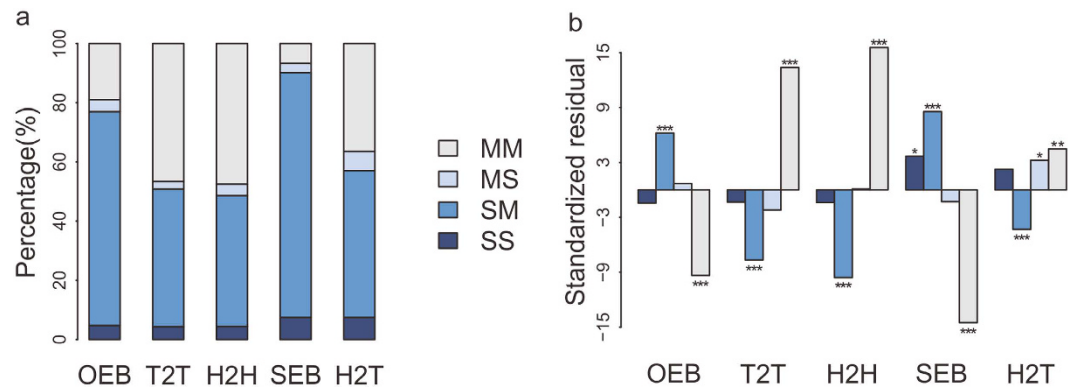 a
Percentage(%)
100
80
60
40
20
0
OEB T2T H2H SEB H2T
MM
MS
SM
SS
b
Standardized residual
15
9
3
−3
−9
−15
*** *** *** *** *** *** * *** *** *** * **
OEB T2T H2H SEB H2T